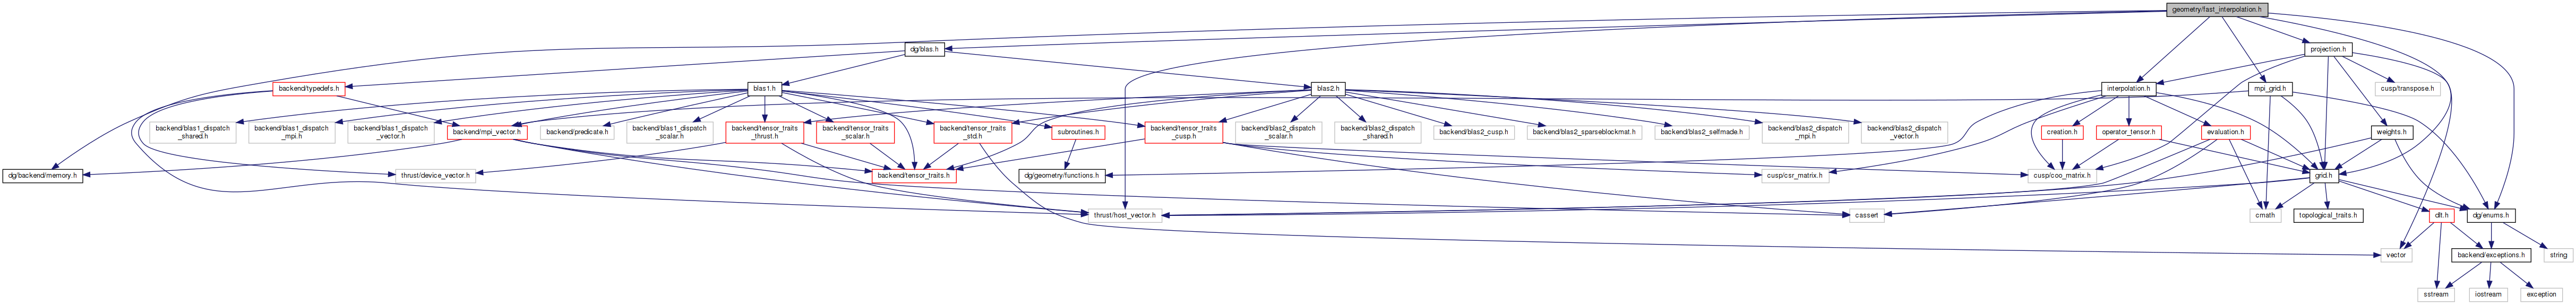 geometry/fast_interpolation.h
dg/blas.h
projection.h
backend/typedefs.h
blas1.h
blas2.h
interpolation.h
mpi_grid.h
cusp/transpose.h
backend/blas1_dispatch
_shared.h
backend/blas1_dispatch
_mpi.h
backend/blas1_dispatch
_vector.h
backend/mpi_vector.h
backend/predicate.h
backend/blas1_dispatch
_scalar.h
backend/tensor_traits
_thrust.h
backend/tensor_traits
_scalar.h
backend/tensor_traits
_std.h
subroutines.h
backend/tensor_traits
_cusp.h
backend/blas2_dispatch
_scalar.h
backend/blas2_dispatch
_shared.h
backend/blas2_cusp.h
backend/blas2_sparseblockmat.h
backend/blas2_selfmade.h
backend/blas2_dispatch
_mpi.h
backend/blas2_dispatch
_vector.h
creation.h
operator_tensor.h
evaluation.h
weights.h
dg/backend/memory.h
thrust/device_vector.h
backend/tensor_traits.h
dg/geometry/functions.h
cusp/csr_matrix.h
cusp/coo_matrix.h
grid.h
thrust/host_vector.h
cassert
cmath
topological_traits.h
dlt.h
dg/enums.h
vector
backend/exceptions.h
string
sstream
iostream
exception